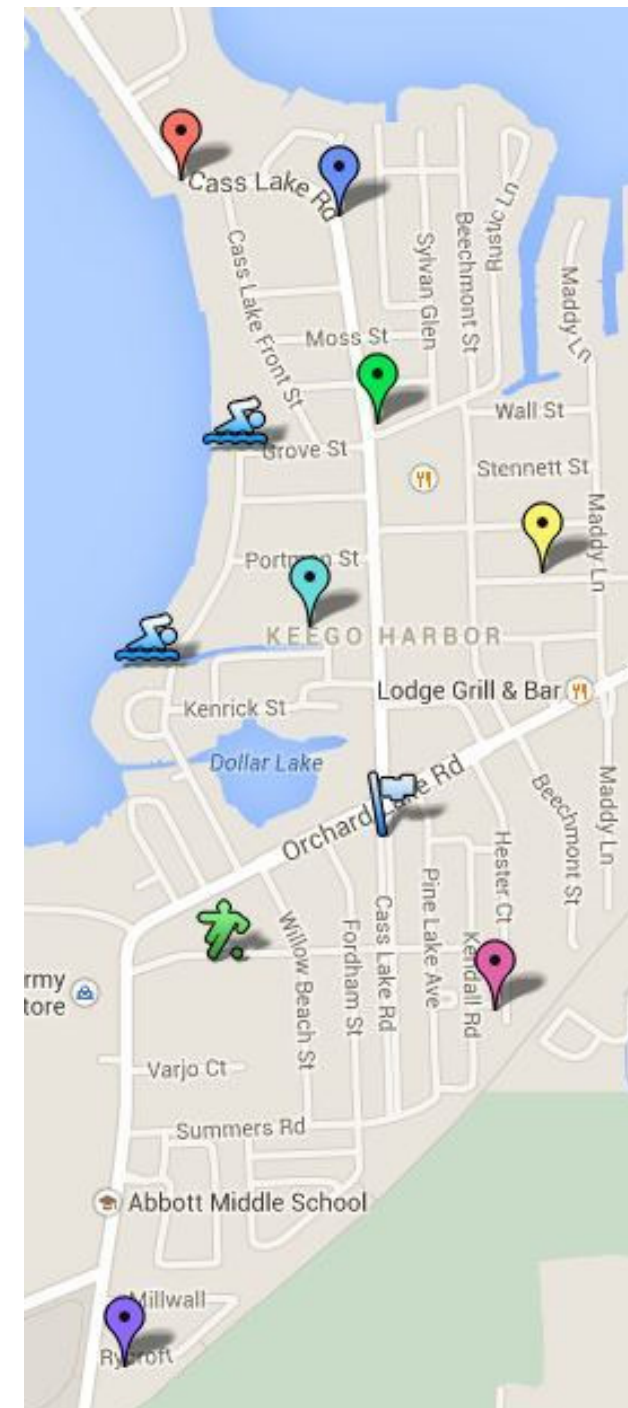 Cass Lake Rd
Rustic Ln
Beechmont St
Sylvan Glen
Cass Lake Front St
Maddy Ln
Moss St
Wall St
Grove St
Stennett St
Maddy Ln
Portman St
KEEGO HARBOR
Lodge Grill & Bar
Kenrick St
Dollar Lake
Orchard Lake Rd
Beechmont St
Maddy Ln
Hester Ct
Pine Lake Ave
Cass Lake Rd
Fordham St
Willow Beach St
Kendall Rd
rmy
tore
Varjo Ct
Summers Rd
Abbott Middle School
Millwall
Rycroft